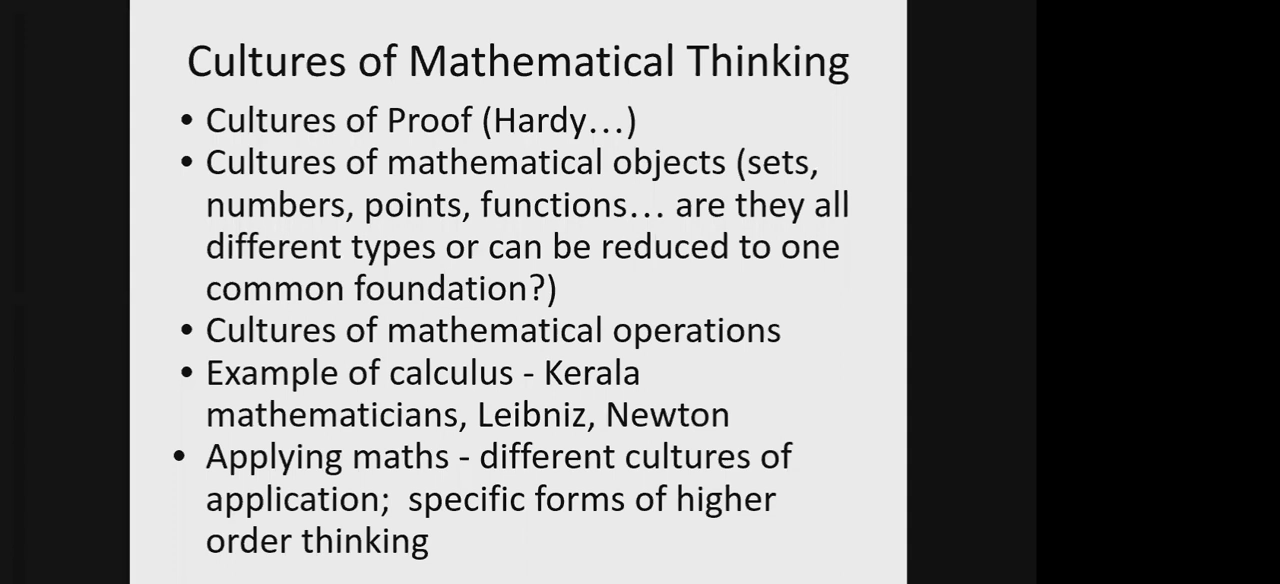 Cultures of Mathematical Thinking
• Cultures of Proof (Hardy…)
• Cultures of mathematical objects (sets,
numbers, points, functions… are they all
different types or can be reduced to one
common foundation?)
• Cultures of mathematical operations
• Example of calculus - Kerala
mathematicians, Leibniz, Newton
• Applying maths - different cultures of
application;  specific forms of higher
order thinking